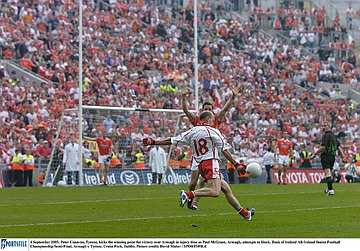 18
4 September 2005; Peter Canavan, Tyrone, kicks the winning point for victory over Armagh in injury time as Paul McGrane, Armagh, attempts to block. Bank of Ireland All-Ireland Senior Football
Championship Semi-Final, Armagh v Tyrone, Croke Park, Dublin. Picture credit; David Maher / SPORTSFILE
SPORTSFILE